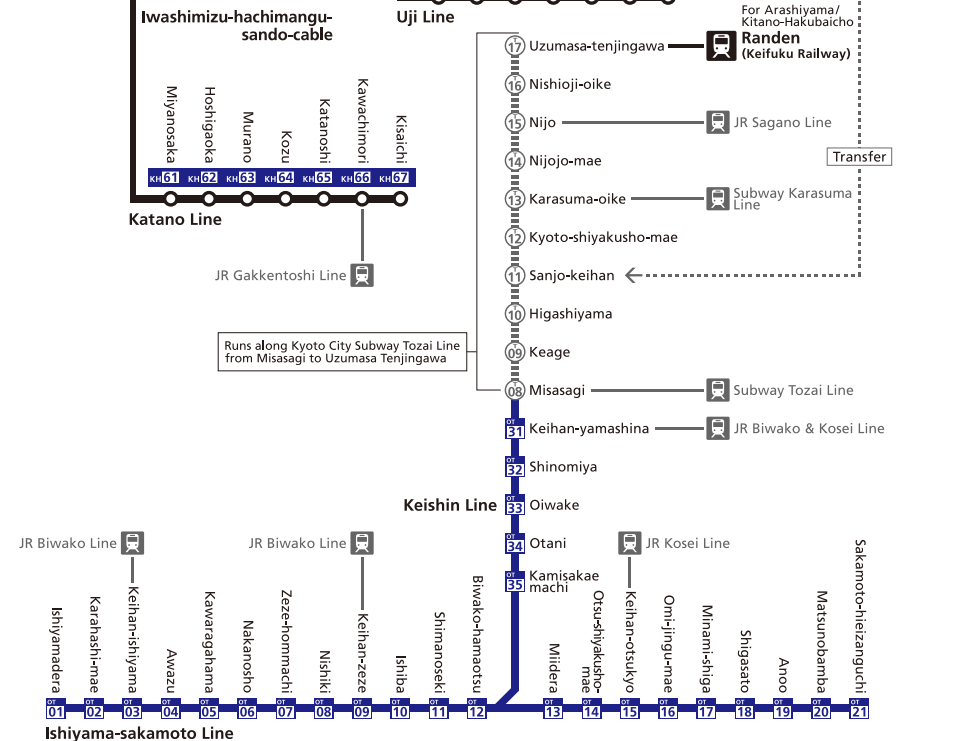 Iwashimizu-hachimangu-
sando-cable
Uji Line
For Arashiyama/
Kitano-Hakubaicho
Randen
(Keifuku Railway)
17 Uzumasa-tenjingawa
16 Nishioji-oike
15 Nijo
JR Sagano Line
14 Nijojo-mae
Transfer
13 Karasuma-oike
Subway Karasuma
Line
12 Kyoto-shiyakusho-mae
11 Sanjo-keihan
10 Higashiyama
09 Keage
T 08 Misasagi
Subway Tozai Line
Miyanosaka
Hoshigaoka
Murano
Kozu
Katanoshi
Kawachimori
Kisaichi
KH 61
KH 62
KH 63
KH 64
KH 65
KH 66
KH 67
Katano Line
JR Gakkentoshi Line
Runs along Kyoto City Subway Tozai Line
from Misasagi to Uzumasa Tenjingawa
OT 31 Keihan-yamashina
JR Biwako & Kosei Line
OT 32 Shinomiya
Keishin Line
OT 33 Oiwake
OT 34 Otani
OT 35 Kamisakae
machi
JR Biwako Line
JR Biwako Line
JR Kosei Line
Ishiyamadera
Karahashi-mae
Keihan-ishiyama
Awazu
Kawaragahama
Nakanosho
Zeze-hommachi
Nishiki
Keihan-zeze
Ishiba
Shimanoseki
Biwako-hamaotsu
Miidera
Otsu-shiyakusho-
mae
Keihan-otsukyo
Omi-jingu-mae
Minami-shiga
Shigasato
Anoo
Matsunobamba
Sakamoto-hieizanguchi
OT 01
OT 02
OT 03
OT 04
OT 05
OT 06
OT 07
OT 08
OT 09
OT 10
OT 11
OT 12
OT 13
OT 14
OT 15
OT 16
OT 17
OT 18
OT 19
OT 20
OT 21
Ishiyama-sakamoto Line